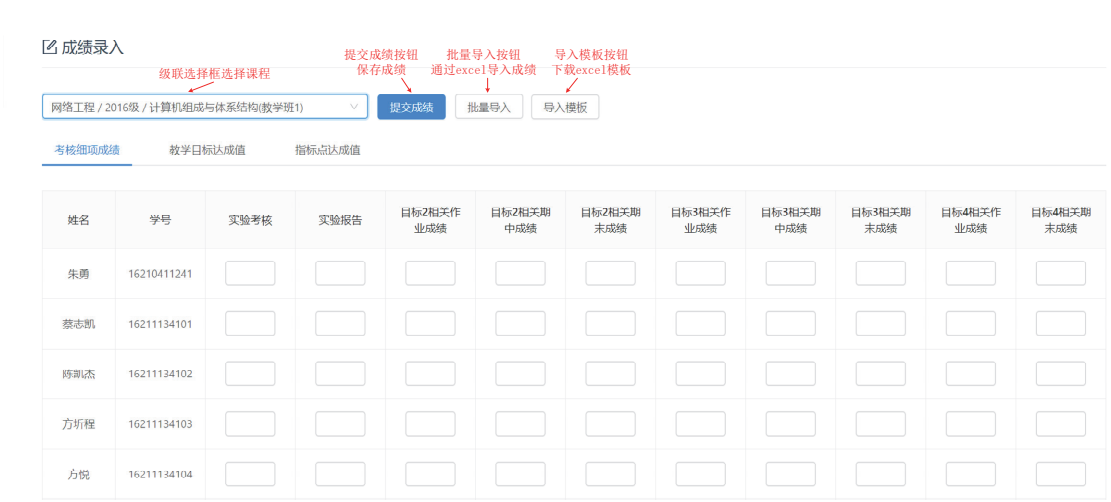 成绩录入
提交成绩按钮
保存成绩
批量导入按钮
通过excel导入成绩
导入模板按钮
下载excel模板
级联选择框选择课程
网络工程 / 2016级 / 计算机组成与体系结构(教学班1)
提交成绩
批量导入
导入模板
考核细项成绩
教学目标达成值
指标点达成值
姓名
学号
实验考核
实验报告
目标2相关作
业成绩
目标2相关期
中成绩
目标2相关期
末成绩
目标3相关作
业成绩
目标3相关期
中成绩
目标3相关期
末成绩
目标4相关作
业成绩
目标4相关期
末成绩
朱勇
16210411241
蔡志凯
16211134101
陈凯杰
16211134102
方圻程
16211134103
方悦
16211134104